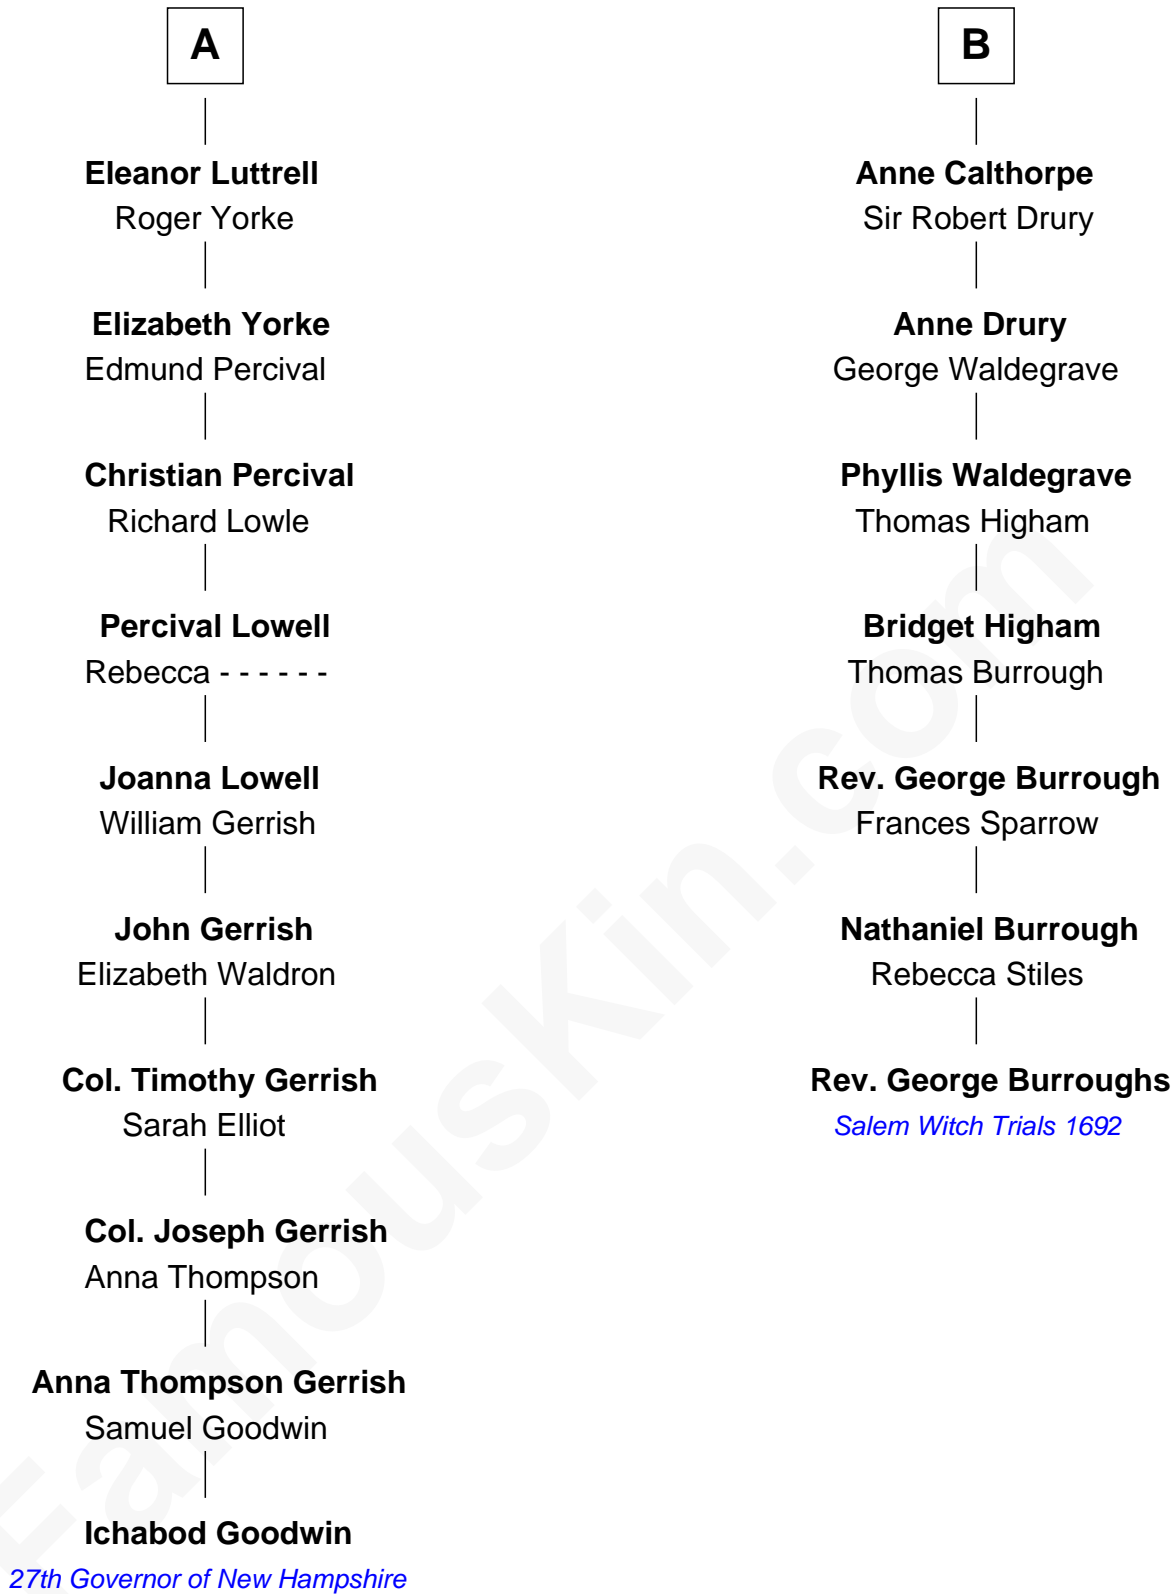 A
Eleanor Luttrell
Roger Yorke
Elizabeth Yorke
Edmund Percival
Christian Percival
Richard Lowle
Percival Lowell
Rebecca - - - - - -
Joanna Lowell
William Gerrish
John Gerrish
Elizabeth Waldron
Col. Timothy Gerrish
Sarah Elliot
Col. Joseph Gerrish
Anna Thompson
Anna Thompson Gerrish
Samuel Goodwin
Ichabod Goodwin
27th Governor of New Hampshire
B
Anne Calthorpe
Sir Robert Drury
Anne Drury
George Waldegrave
Phyllis Waldegrave
Thomas Higham
Bridget Higham
Thomas Burrough
Rev. George Burrough
Frances Sparrow
Nathaniel Burrough
Rebecca Stiles
Rev. George Burroughs
Salem Witch Trials 1692
FamousKin.com